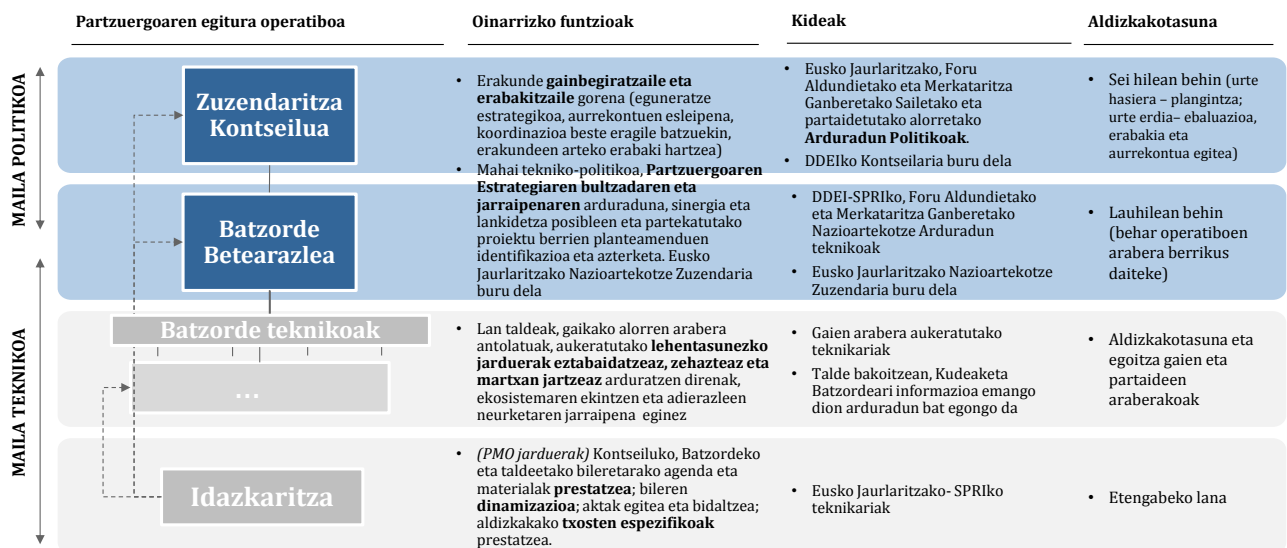 Partzuergoaren egitura operatiboa
Oinarrizko funtzioak
Kideak
Aldizkakotasuna
MAILA POLITIKOA
Zuzendaritza
Kontseilua
• Erakunde gainbegiratzaile eta
erabakitzaile gorena (eguneratze
estrategikoa, aurrekontuen esleipena,
koordinazioa beste eragile batzuekin,
erakundeen arteko erabaki hartzea)
• Eusko Jaurlaritzako, Foru
Aldundietako eta Merkataritza
Ganberetako Sailetako eta
partaidetutako alorretako
Arduradun Politikoak.
• DDEIko Kontseilaria buru dela
• Sei hilean behin (urte
hasiera – plangintza;
urte erdia– ebaluazioa,
erabakia eta
aurrekontua egitea)
Batzorde
Betearazlea
• Mahai tekniko-politikoa, Partzuergoaren
Estrategiaren bultzadaren eta
jarraipenaren arduraduna, sinergia eta
lankidetza posibleen eta partekatutako
proiektu berrien planteamenduen
identifikazioa eta azterketa. Eusko
Jaurlaritzako Nazioartekotze Zuzendaria
buru dela
• DDEI-SPRIko, Foru Aldundietako
eta Merkataritza Ganberetako
Nazioartekotze Arduradun
teknikoak
• Eusko Jaurlaritzako Nazioartekotze
Zuzendaria buru dela
• Lauhilean behin
(behar operatiboen
arabera berrikus
daiteke)
MAILA TEKNIKOA
Batzorde teknikoak
...
• Lan taldeak, gaikako alorren arabera
antolatuak, aukeratutako lehentasunezko
jarduerak eztabaidatzeaz, zehazteaz eta
martxan jartzeaz arduratzen direnak,
ekosistemaren ekintzen eta adierazleen
neurketaren jarraipena eginez
• Gaien arabera aukeratutako
teknikariak
• Talde bakoitzean, Kudeaketa
Batzordeari informazioa emango
dion arduradun bat egongo da
• Aldizkakotasuna eta
egoitza gaien eta
partaideen
araberakoak
Idazkaritza
• (PMO jarduerak) Kontseiluko, Batzordeko
eta taldeetako bileretarako agenda eta
materialak prestatzea; bileren
dinamizazioa; aktak egitea eta bidaltzea;
aldizkakako txosten espezifikoak
prestatzea.
• Eusko Jaurlaritzako- SPRIko
teknikariak
• Etengabeko lana